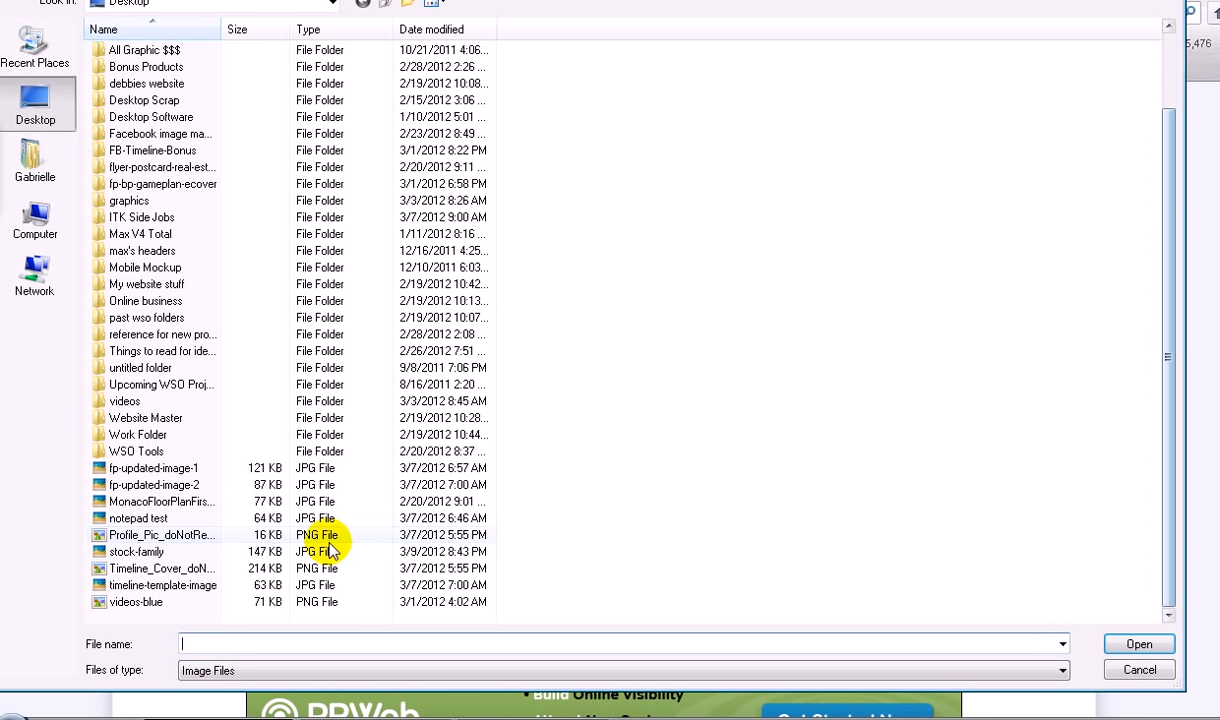 Look in: Desktop
Name Size Type Date modified
5,476
Recent Places
Desktop
Gabrielle
Computer
Network
All Graphic $$$ File Folder 10/21/2011 4:06...
Bonus Products File Folder 2/28/2012 2:26 ...
debbies website File Folder 2/19/2012 10:08...
Desktop Scrap File Folder 2/15/2012 3:06 ...
Desktop Software File Folder 1/10/2012 5:01 ...
Facebook image ma... File Folder 2/23/2012 8:49 ...
FB-Timeline-Bonus File Folder 3/1/2012 8:22 PM
flyer-postcard-real-est... File Folder 2/20/2012 9:11 ...
fp-bp-gameplan-ecover File Folder 3/1/2012 6:58 PM
graphics File Folder 3/3/2012 8:26 AM
ITK Side Jobs File Folder 3/7/2012 9:00 AM
Max V4 Total File Folder 1/11/2012 8:16 ...
max's headers File Folder 12/16/2011 4:25...
Mobile Mockup File Folder 12/10/2011 6:03...
My website stuff File Folder 2/19/2012 10:42...
Online business File Folder 2/19/2012 10:13...
past wso folders File Folder 2/19/2012 10:07...
reference for new pro... File Folder 2/28/2012 2:08 ...
Things to read for ide... File Folder 2/26/2012 7:51 ...
untitled folder File Folder 9/8/2011 7:06 PM
Upcoming WSO Proj... File Folder 8/16/2011 2:20 ...
videos File Folder 3/3/2012 8:45 AM
Website Master File Folder 2/19/2012 10:28...
Work Folder File Folder 2/19/2012 10:44...
WSO Tools File Folder 2/20/2012 8:37 ...
fp-updated-image-1 121 KB JPG File 3/7/2012 6:57 AM
fp-updated-image-2 87 KB JPG File 3/7/2012 7:00 AM
MonacoFloorPlanFirs... 77 KB JPG File 2/20/2012 9:01 ...
notepad test 64 KB JPG File 3/7/2012 6:46 AM
Profile_Pic_doNotRe... 16 KB PNG File 3/7/2012 5:55 PM
stock-family 147 KB JPG File 3/9/2012 8:43 PM
Timeline_Cover_doN... 214 KB PNG File 3/7/2012 5:55 PM
timeline-template-image 63 KB JPG File 3/7/2012 7:00 AM
videos-blue 71 KB PNG File 3/1/2012 4:02 AM
File name: Open
Files of type: Image Files Cancel
• Build Online Visibility
PRWeb